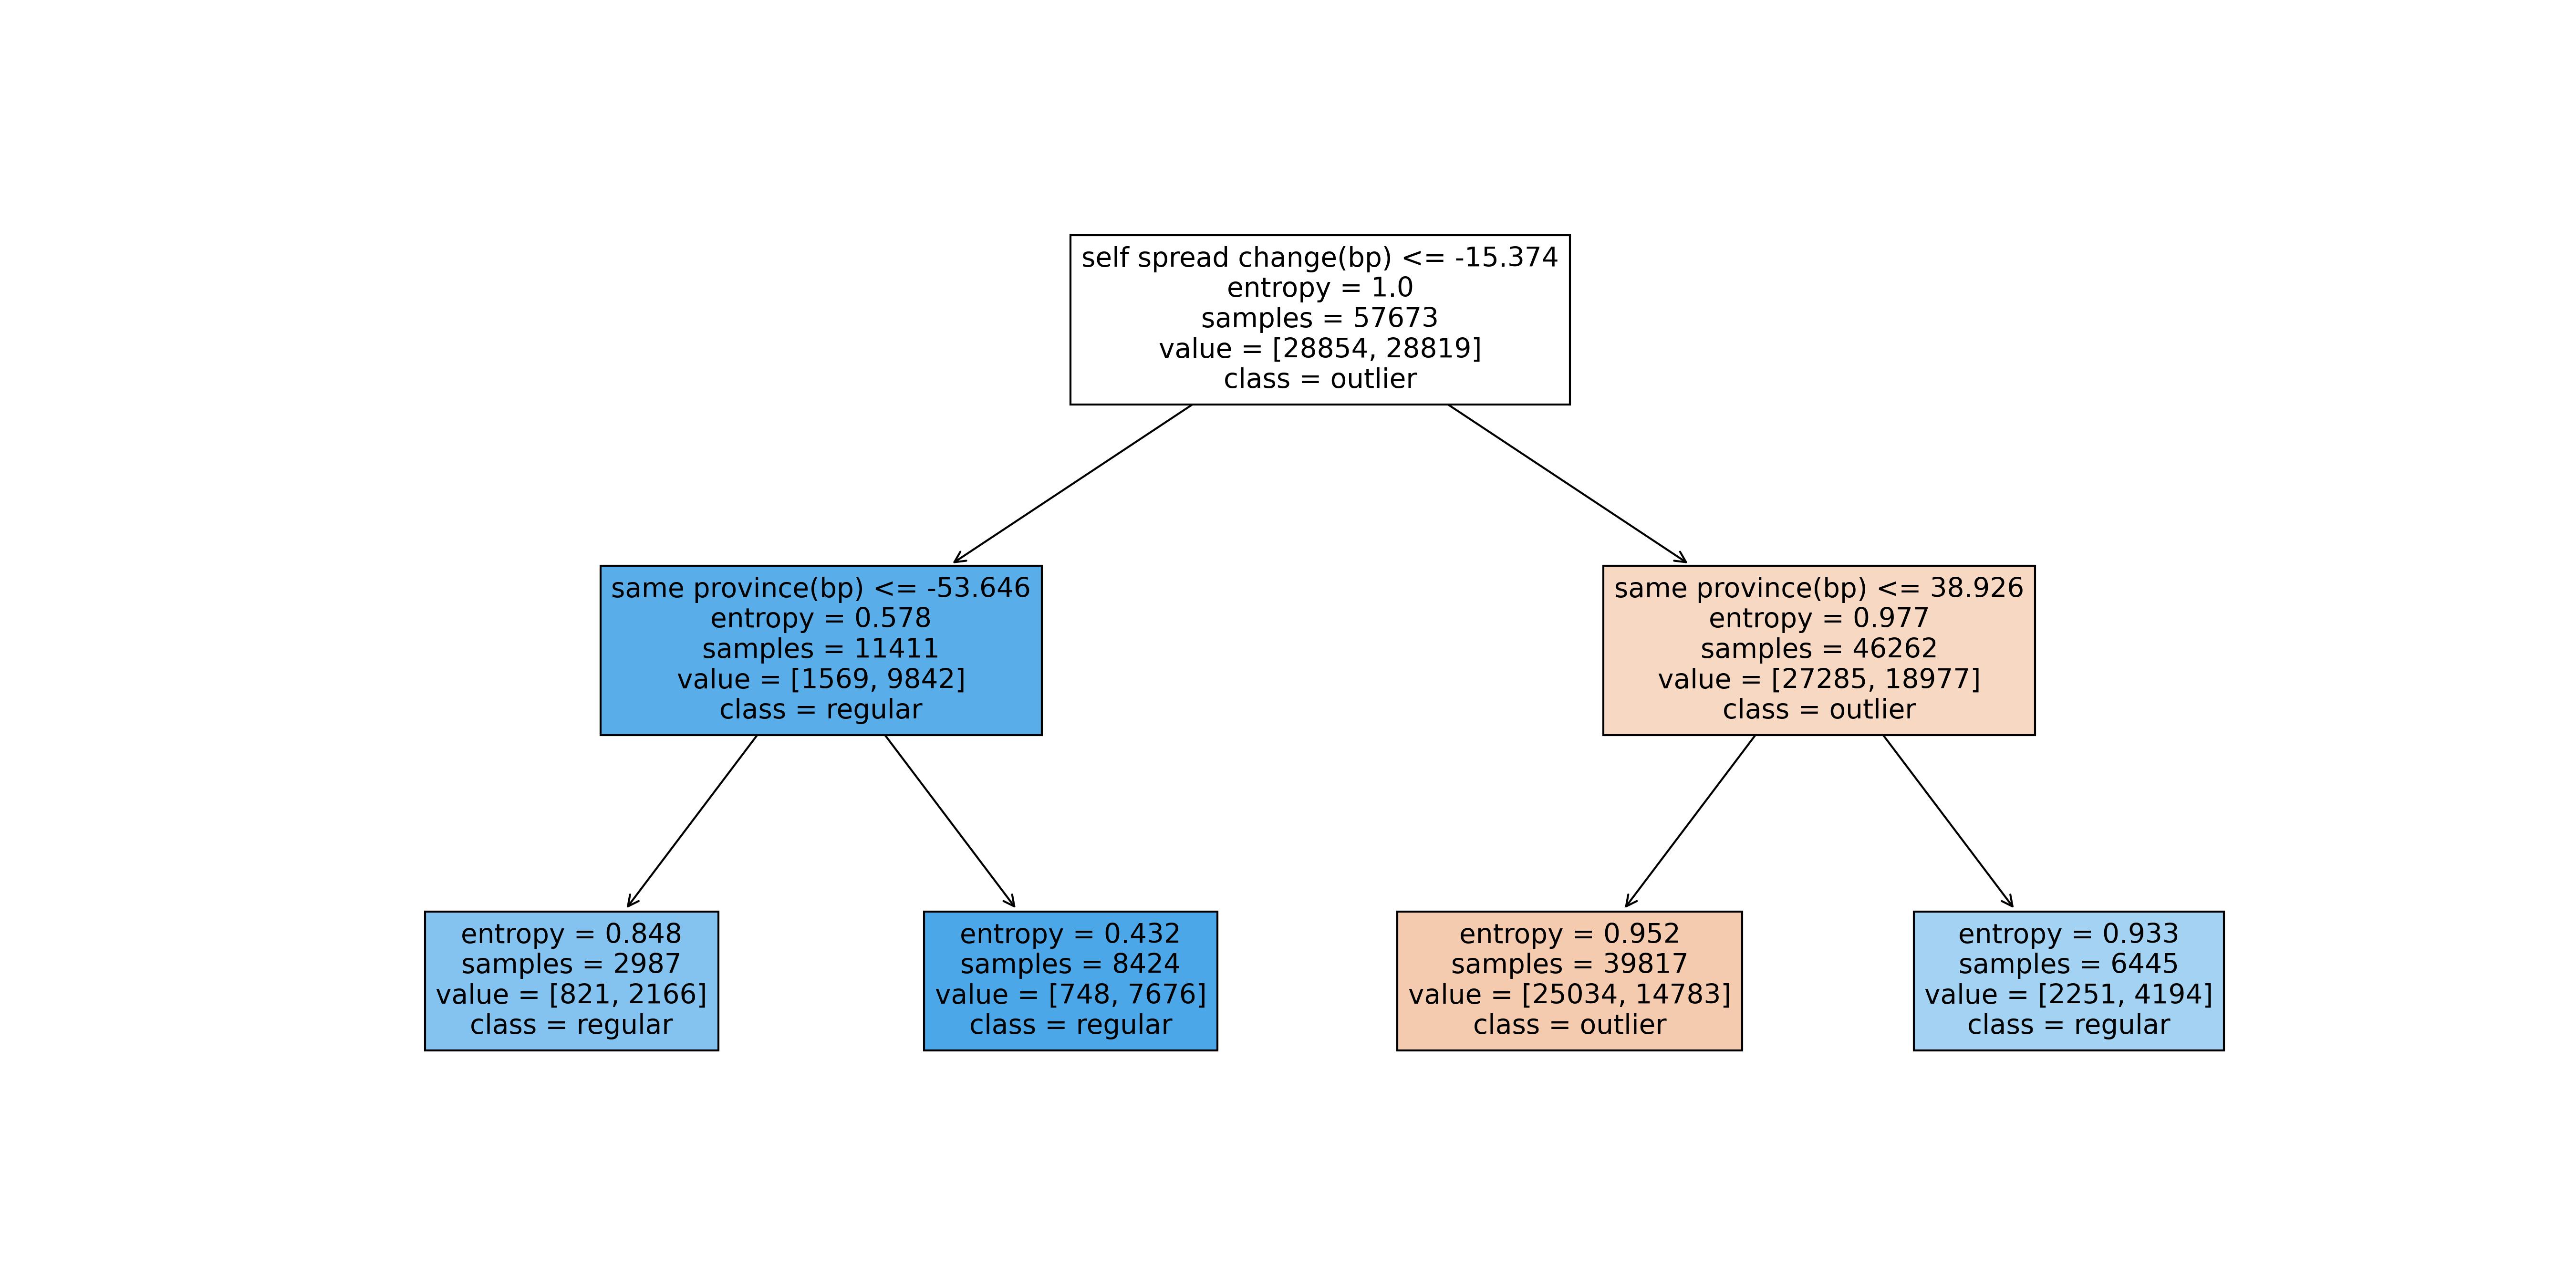 self spread change(bp) <= -15.374
entropy = 1.0
samples = 57673
value = [28854, 28819]
class = outlier
same province(bp) <= -53.646
entropy = 0.578
samples = 11411
value = [1569, 9842]
class = regular
same province(bp) <= 38.926
entropy = 0.977
samples = 46262
value = [27285, 18977]
class = outlier
entropy = 0.848
samples = 2987
value = [821, 2166]
class = regular
entropy = 0.432
samples = 8424
value = [748, 7676]
class = regular
entropy = 0.952
samples = 39817
value = [25034, 14783]
class = outlier
entropy = 0.933
samples = 6445
value = [2251, 4194]
class = regular